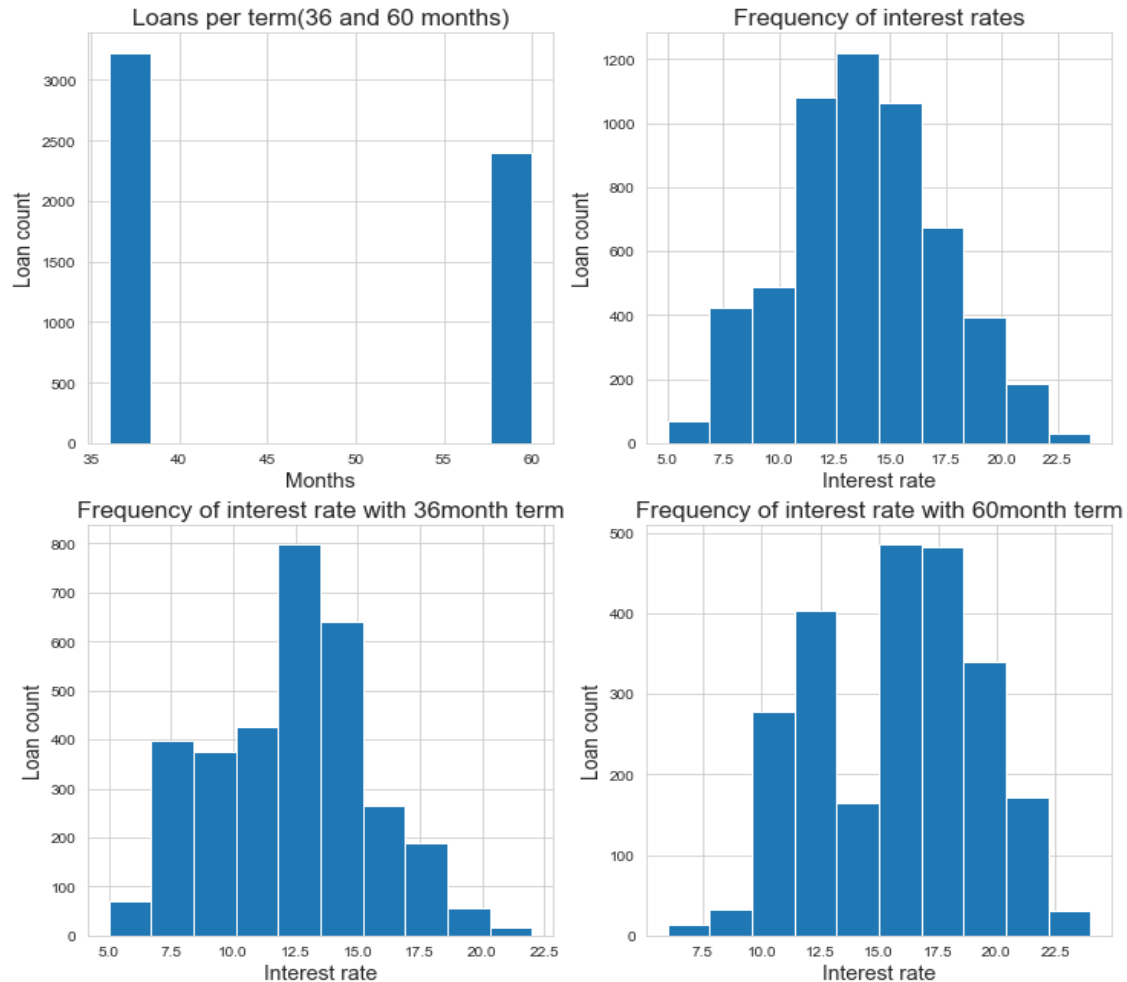 Loans per term(36 and 60 months)
3000
2500
2000
1500
1000
500
0
Loan count
35 40 45 50 55 60
Months
Frequency of interest rates
1200
1000
800
600
400
200
0
Loan count
5.0 7.5 10.0 12.5 15.0 17.5 20.0 22.5
Interest rate
Frequency of interest rate with 36month term
800
700
600
500
400
300
200
100
0
Loan count
5.0 7.5 10.0 12.5 15.0 17.5 20.0 22.5
Interest rate
Frequency of interest rate with 60month term
500
400
300
200
100
0
Loan count
7.5 10.0 12.5 15.0 17.5 20.0 22.5
Interest rate